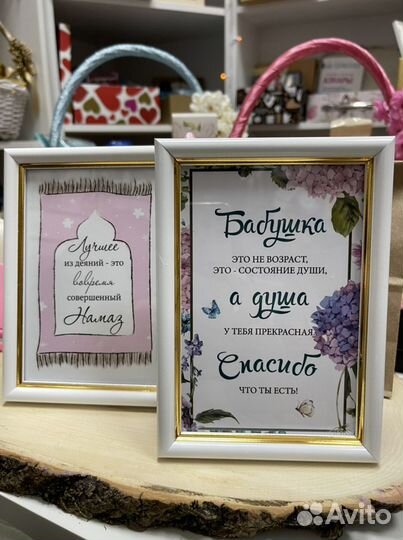 Лучшее
из деяний - это
вовремя
совершенный
Намаз
Бабушка
ЭТО НЕ ВОЗРАСТ,
ЭТО - СОСТОЯНИЕ ДУШИ,
а душа
У ТЕБЯ ПРЕКРАСНАЯ
Спасибо
ЧТО ТЫ ЕСТЬ!
Avito